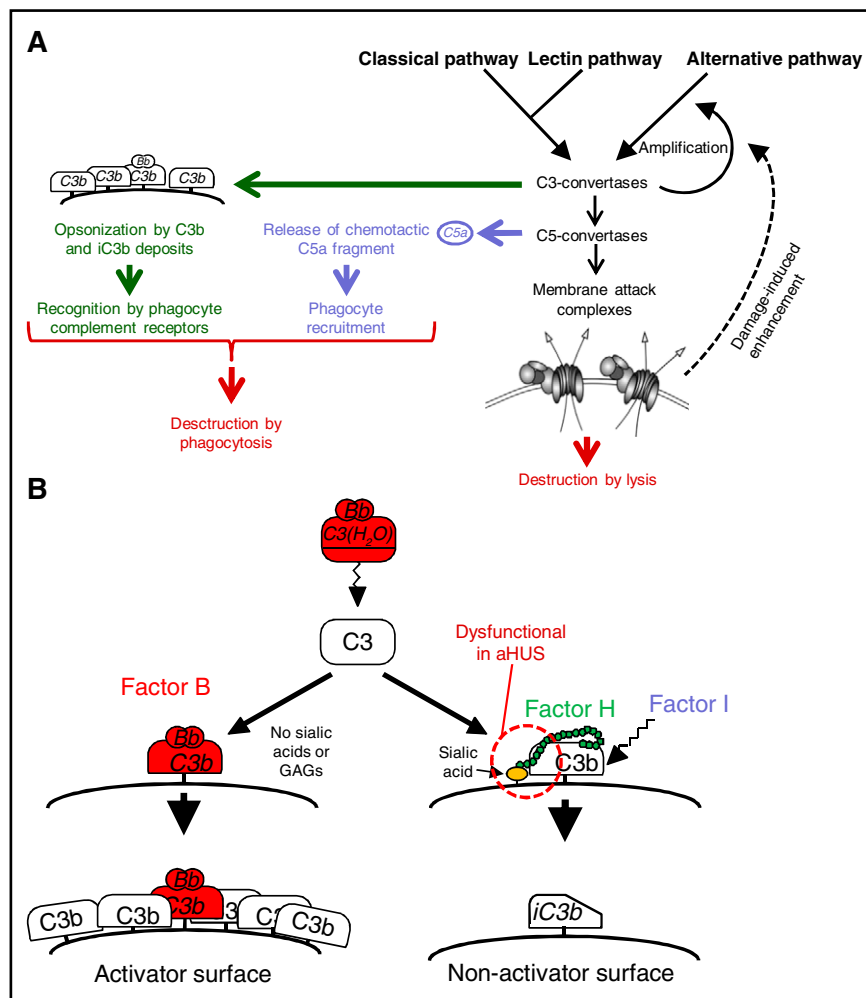 A
Classical pathway
Lectin pathway
Alternative pathway
Amplification
Bb
C3b
C3b
C3b
C3b
C3-convertases
Opsonization by C3b
and iC3b deposits
Release of chemotactic
C5a fragment
C5a
C5-convertases
Recognition by phagocyte
complement receptors
Phagocyte
recruitment
Membrane attack
complexes
Damage-induced
enhancement
Desctruction by
phagocytosis
Destruction by lysis
B
Bb
C3(H2O)
C3
Dysfunctional
in aHUS
Factor B
Factor H
Factor I
Bb
C3b
No sialic
acids or
GAGs
Sialic
acid
C3b
Bb
C3b
C3b
C3b
C3b
C3b
C3b
iC3b
Activator surface
Non-activator surface